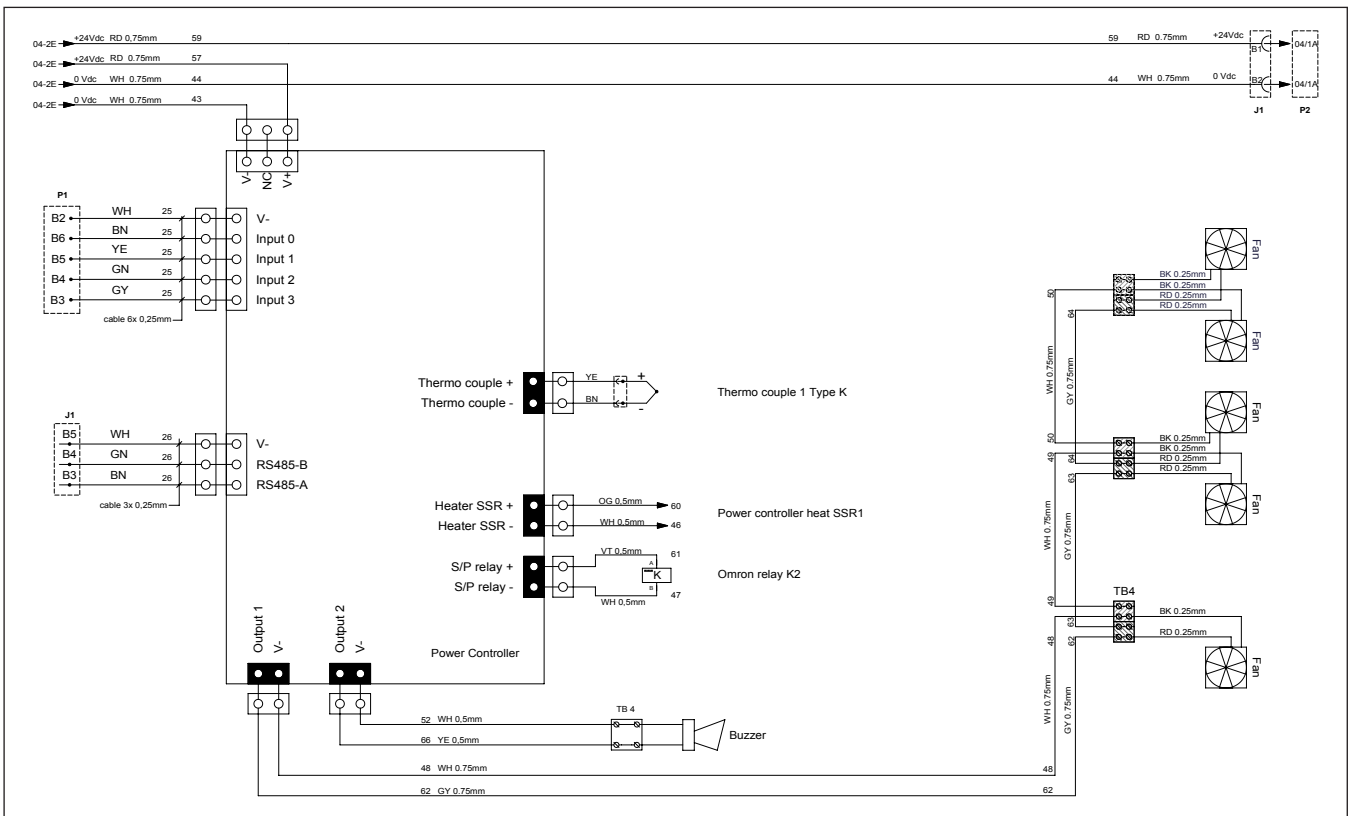 04-2E +24Vdc RD 0,75mm 59 59 RD 0.75mm +24Vdc B1 04/1A
04-2E +24Vdc RD 0.75mm 57
04-2E 0 Vdc WH 0.75mm 44 44 WH 0.75mm 0 Vdc B2 04/1A
04-2E 0 Vdc WH 0.75mm 43
J1 P2
V- NC V+
P1
B2 WH 25 V-
B6 BN 25 Input 0
B5 YE 25 Input 1
B4 GN 25 Input 2
B3 GY 25 Input 3
cable 6x 0,25mm
Thermo couple + YE +
Thermo couple - BN -
Thermo couple 1 Type K
J1
B5 WH 26 V-
B4 GN 26 RS485-B
B3 BN 26 RS485-A
cable 3x 0,25mm
Heater SSR + OG 0,5mm 60
Heater SSR - WH 0,5mm 46
Power controller heat SSR1
S/P relay + VT 0,5mm 61
A
K
B
S/P relay - WH 0,5mm 47
Omron relay K2
Output 1
V-
Output 2
V-
Power Controller
52 WH 0,5mm
66 YE 0,5mm
TB 4
Buzzer
48 WH 0.75mm 48
62 GY 0.75mm 62
Fan
BK 0.25mm
BK 0.25mm
RD 0.25mm
RD 0.25mm
Fan
50
64
WH 0.75mm
GY 0.75mm
Fan
50
BK 0.25mm
49
BK 0.25mm
64
RD 0.25mm
63
RD 0.25mm
Fan
WH 0.75mm
GY 0.75mm
TB4
49
BK 0.25mm
48
63
RD 0.25mm
62
Fan
WH 0.75mm
GY 0.75mm